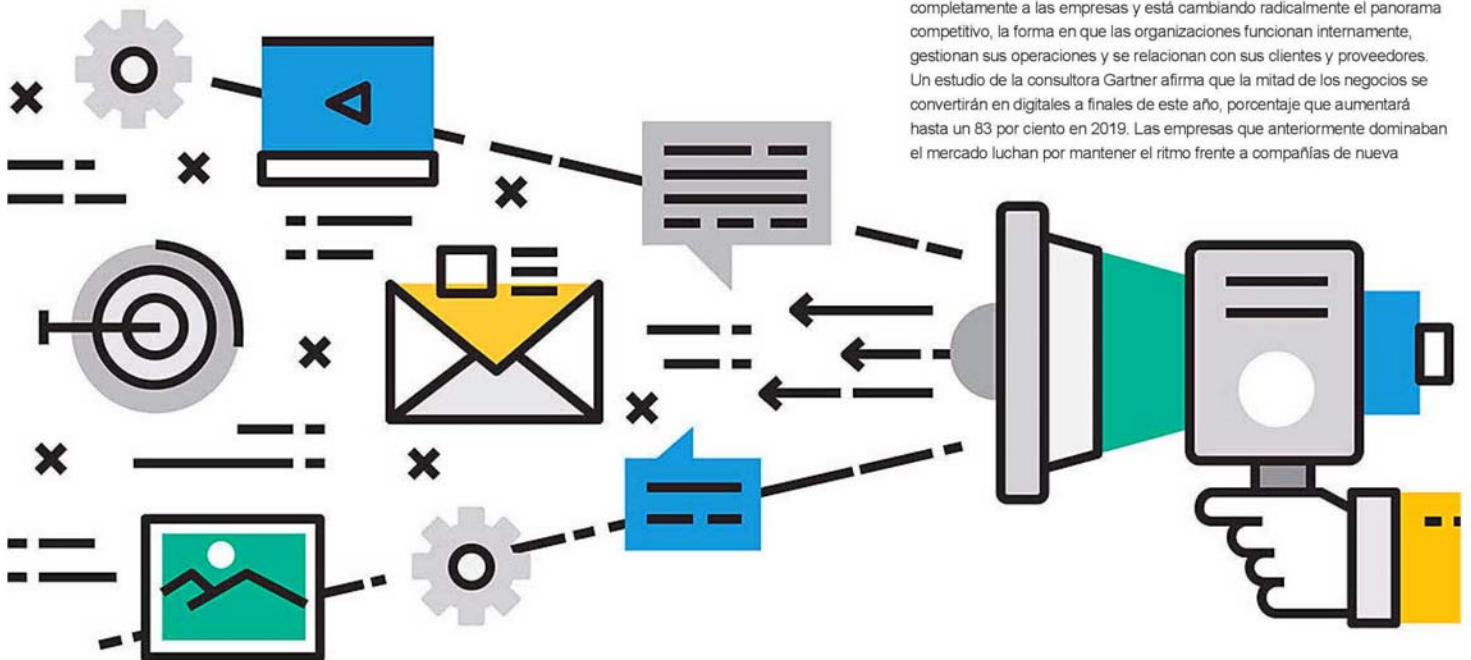 completamente a las empresas y está cambiando radicalmente el panorama
competitivo, la forma en que las organizaciones funcionan internamente,
gestionan sus operaciones y se relacionan con sus clientes y proveedores.
Un estudio de la consultora Gartner afirma que la mitad de los negocios se
convertirán en digitales a finales de este año, porcentaje que aumentará
hasta un 83 por ciento en 2019. Las empresas que anteriormente dominaban
el mercado luchan por mantener el ritmo frente a compañías de nueva